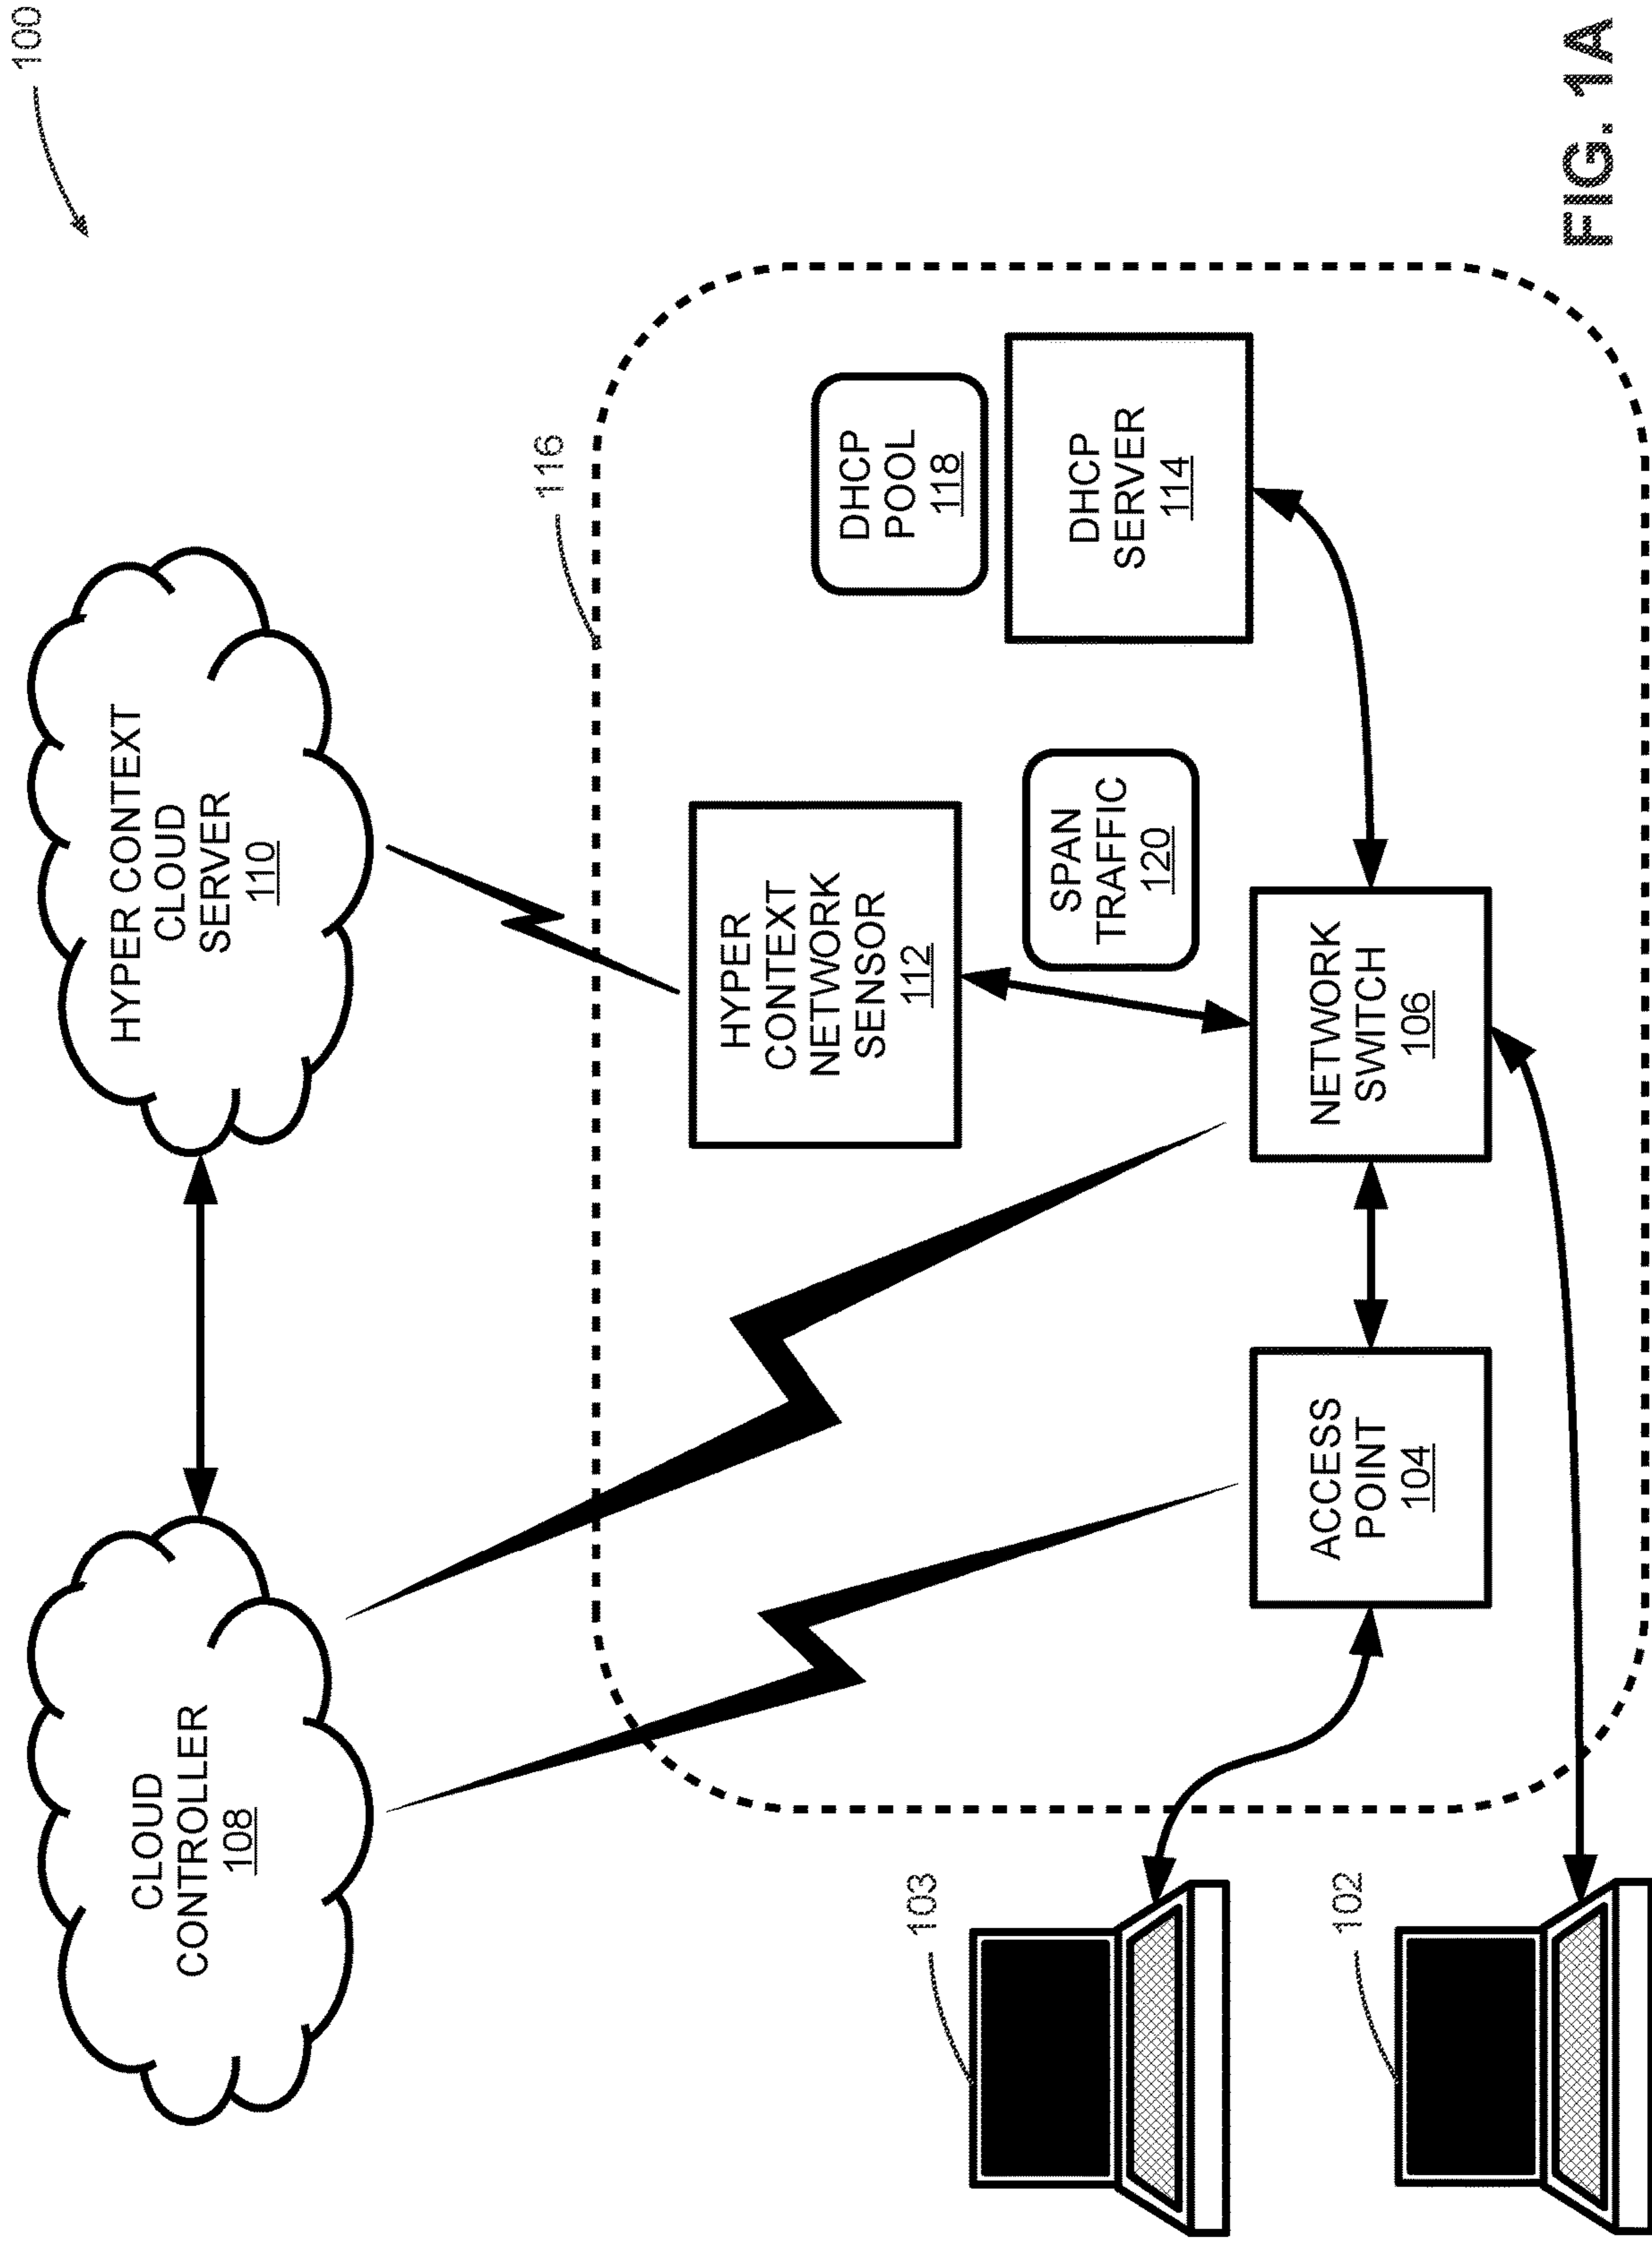 100
HYPER CONTEXT
CLOUD
SERVER
110
CLOUD
CONTROLLER
108
116
HYPER
CONTEXT
NETWORK
SENSOR
112
DHCP
POOL
118
SPAN
TRAFFIC
120
DHCP
SERVER
114
103
ACCESS
POINT
104
NETWORK
SWITCH
106
102
FIG. 1A